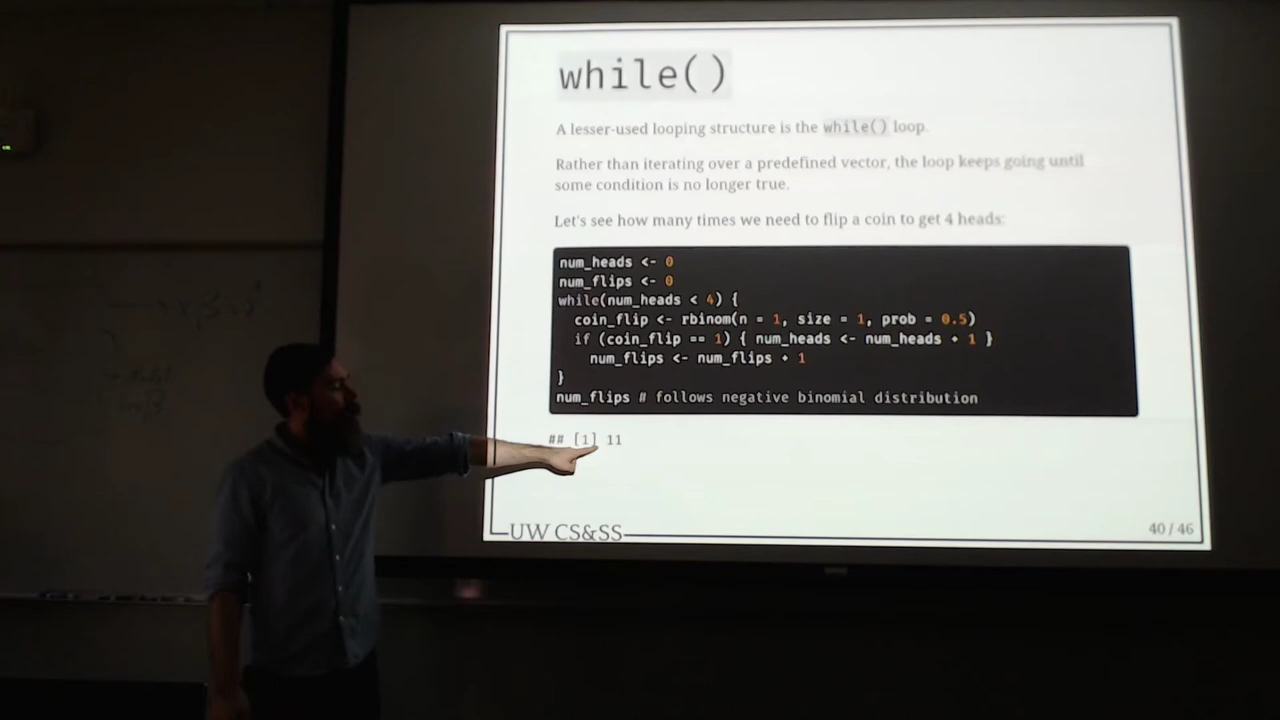 while()
A lesser-used looping structure is the while() loop.
Rather than iterating over a predefined vector, the loop keeps going until
some condition is no longer true.
Let's see how many times we need to flip a coin to get 4 heads:
num_heads <- 0
num_flips <- 0
while(num_heads < 4) {
coin_flip <- rbinom(n = 1, size = 1, prob = 0.5)
if (coin_flip == 1) { num_heads <- num_heads + 1 }
num_flips <- num_flips + 1
}
num_flips # follows negative binomial distribution
## [1] 11
UW CS&SS
40 / 46